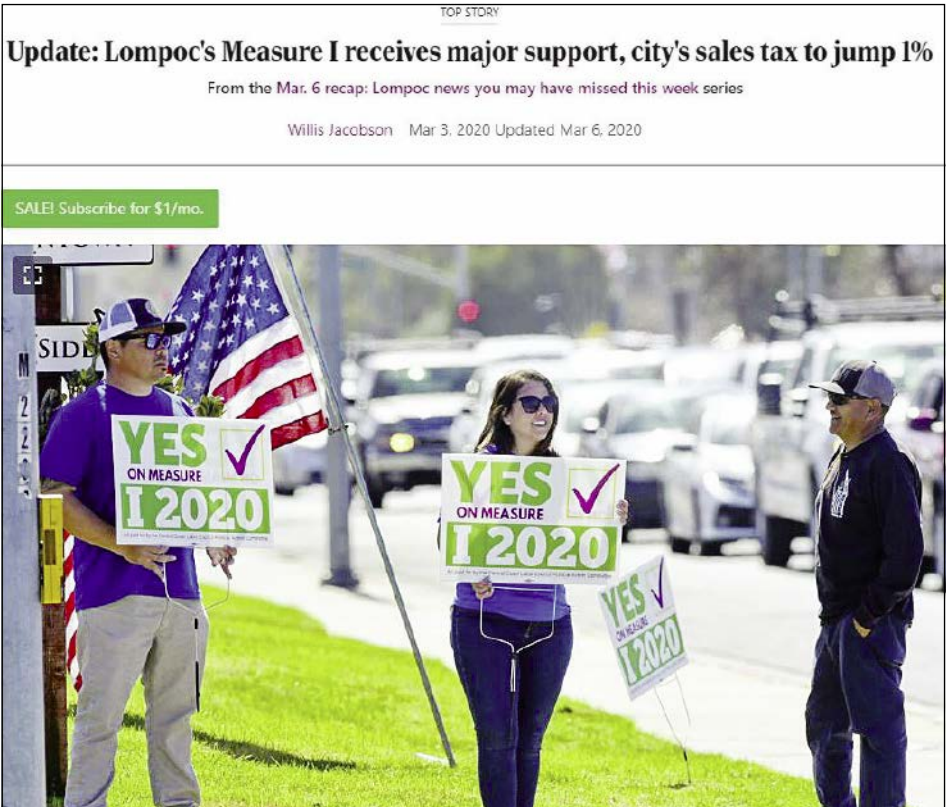 TOP STORY
Update: Lompoc's Measure I receives major support, city's sales tax to jump 1%
From the Mar. 6 recap: Lompoc news you may have missed this week series
Willis Jacobson Mar 3, 2020 Updated Mar 6, 2020
SALE! Subscribe for $1/mo.
SIDE
M
2
2
YES
ON MEASURE
I 2020
YES
ON MEASURE
I 2020
YES
ON MEASURE
I 2020